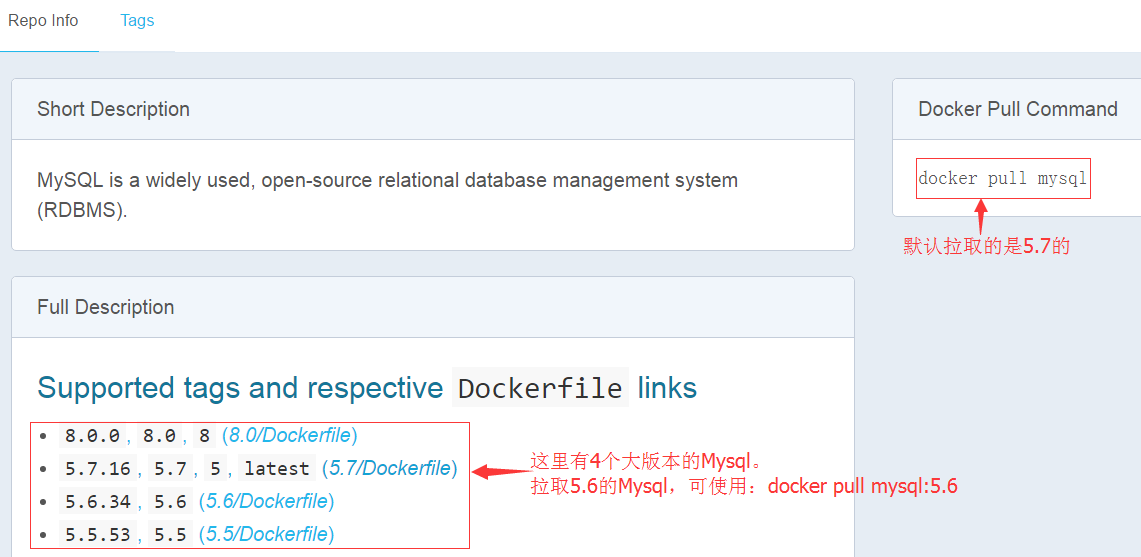 Repo Info
Tags
Short Description
MySQL is a widely used, open-source relational database management system
(RDBMS).
Docker Pull Command
docker pull mysql
默认拉取的是5.7的
Full Description
Supported tags and respective Dockerfile links
8.0.0 , 8.0 , 8 (8.0/Dockerfile)
5.7.16 , 5.7 , 5 , latest (5.7/Dockerfile)
5.6.34 , 5.6 (5.6/Dockerfile)
5.5.53 , 5.5 (5.5/Dockerfile)
这里有4个大版本的Mysql。
拉取5.6的Mysql，可使用：docker pull mysql:5.6